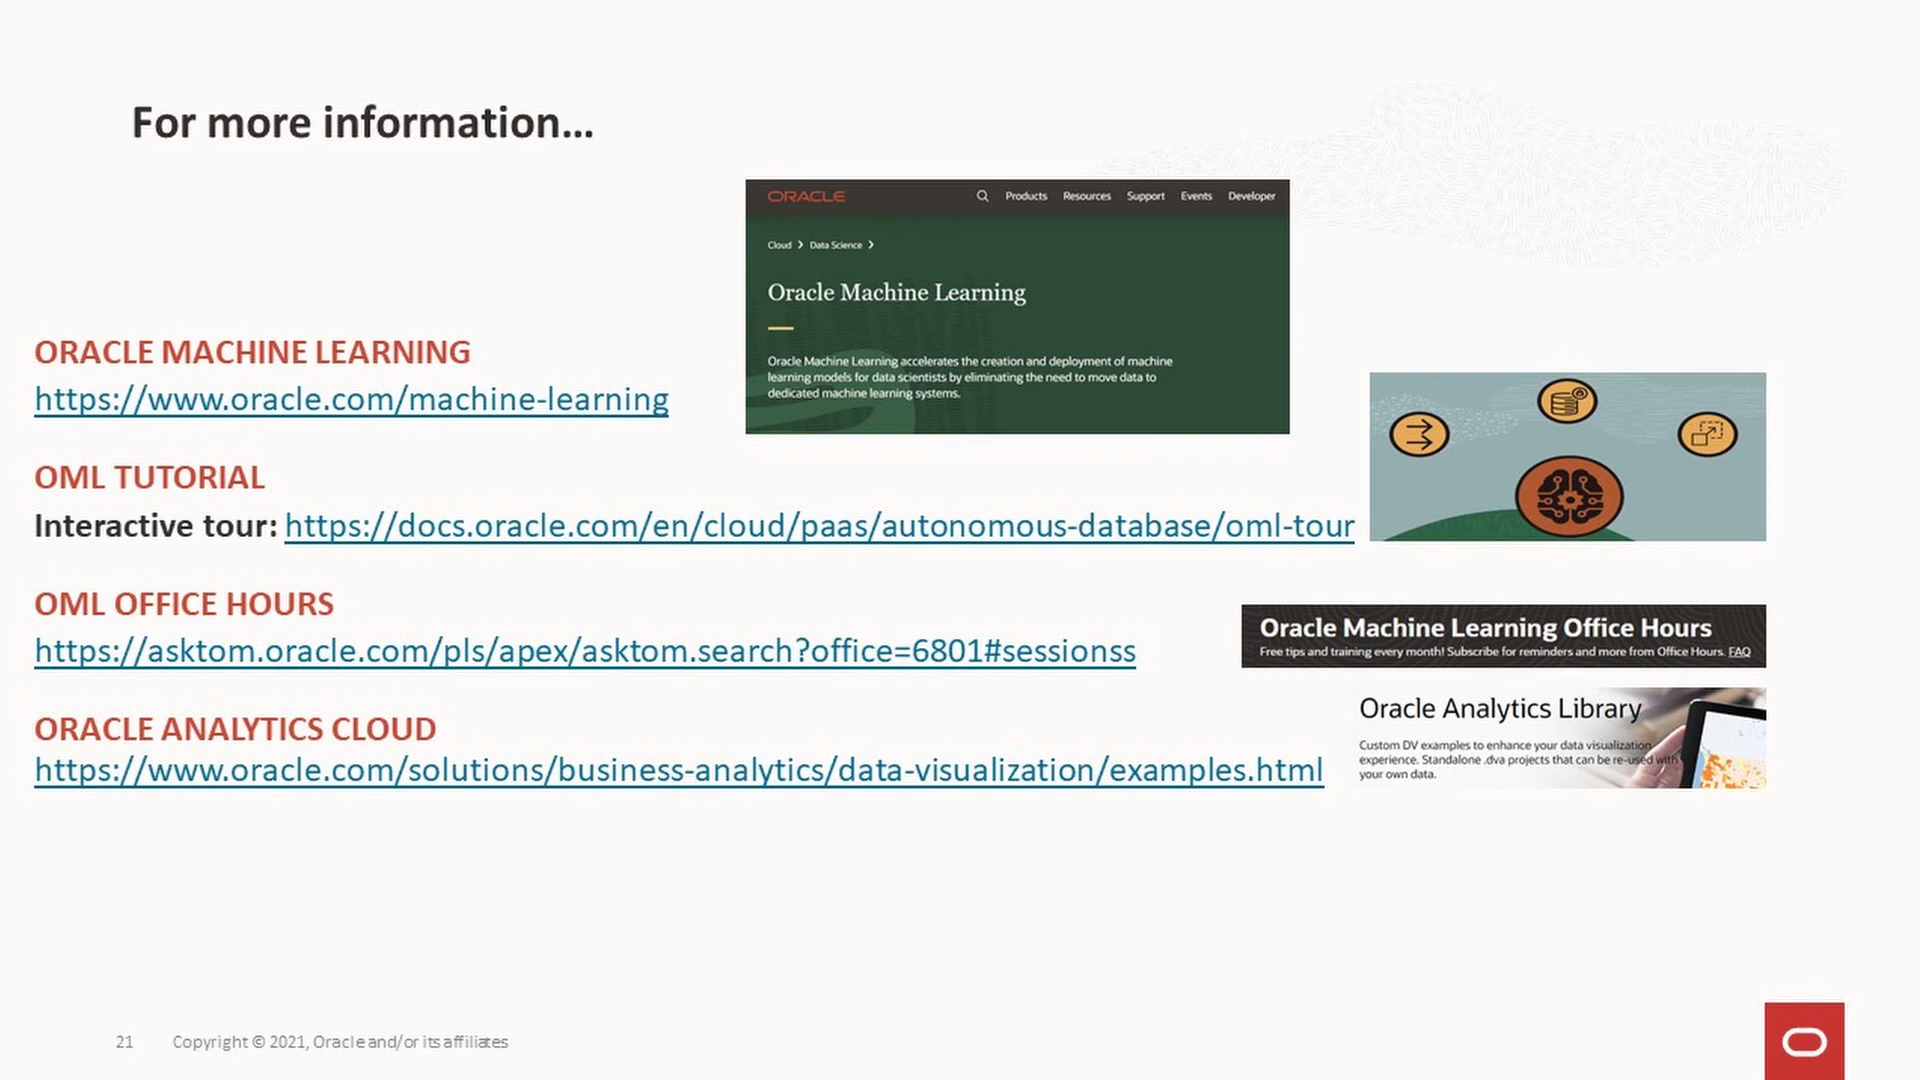 For more information...
ORACLE
Products Resources Support Events Developer
Cloud > Data Science >
Oracle Machine Learning
Oracle Machine Learning accelerates the creation and deployment of machine
learning models for data scientists by eliminating the need to move data to
dedicated machine learning systems.
ORACLE MACHINE LEARNING
https://www.oracle.com/machine-learning
OML TUTORIAL
Interactive tour: https://docs.oracle.com/en/cloud/paas/autonomous-database/oml-tour
OML OFFICE HOURS
https://asktom.oracle.com/pls/apex/asktom.search?office=6801#sessionss
Oracle Machine Learning Office Hours
Free tips and training every month! Subscribe for reminders and more from Office Hours. FAQ
ORACLE ANALYTICS CLOUD
https://www.oracle.com/solutions/business-analytics/data-visualization/examples.html
Oracle Analytics Library
Custom DV examples to enhance your data visualization
experience. Standalone .dva projects that can be re-used with
your own data.
21 Copyright © 2021, Oracle and/or its affiliates